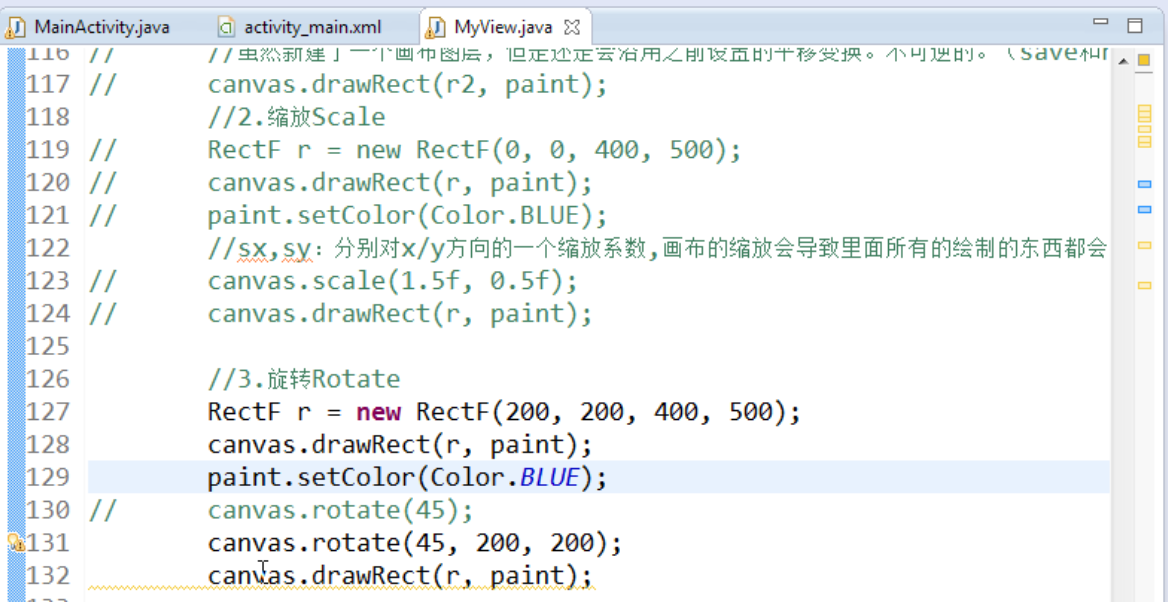 MainActivity.java activity_main.xml MyView.java
116 // //虽然新建了一个画布图层，但是还是会沿用之前设置的平移变换。不可逆的。（save和r
117 // canvas.drawRect(r2, paint);
118 //2.缩放Scale
119 // RectF r = new RectF(0, 0, 400, 500);
120 // canvas.drawRect(r, paint);
121 // paint.setColor(Color.BLUE);
122 //sx,sy：分别对x/y方向的一个缩放系数,画布的缩放会导致里面所有的绘制的东西都会
123 // canvas.scale(1.5f, 0.5f);
124 // canvas.drawRect(r, paint);
125
126 //3.旋转Rotate
127 RectF r = new RectF(200, 200, 400, 500);
128 canvas.drawRect(r, paint);
129 paint.setColor(Color.BLUE);
130 // canvas.rotate(45);
131 canvas.rotate(45, 200, 200);
132 canvas.drawRect(r, paint);